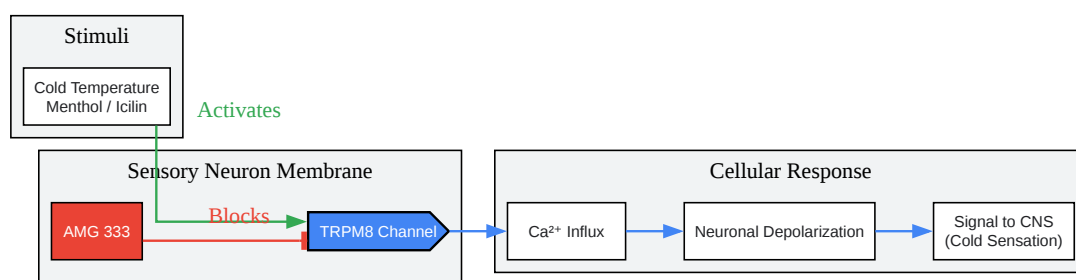 Stimuli
Cold Temperature
Menthol / Icilin
Activates
Sensory Neuron Membrane
AMG 333
Blocks
TRPM8 Channel
Cellular Response
Ca²⁺ Influx
Neuronal Depolarization
Signal to CNS
(Cold Sensation)